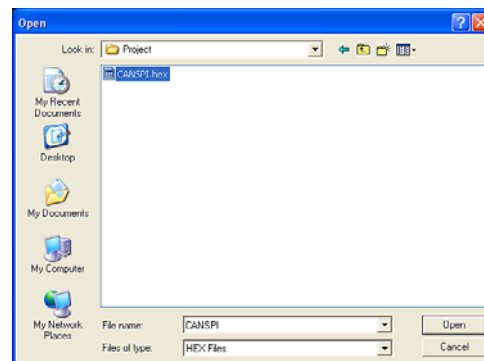 Open
Look in: Project
CANSPI.hex
My Recent
Documents
Desktop
My Documents
My Computer
My Network
Places
File name: CANSPI Open
Files of type: HEX Files Cancel